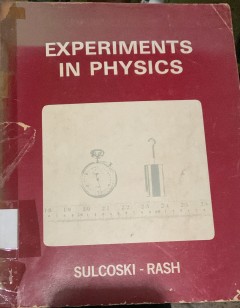 EXPERIMENTS
IN PHYSICS
SULCOSKI - RASH